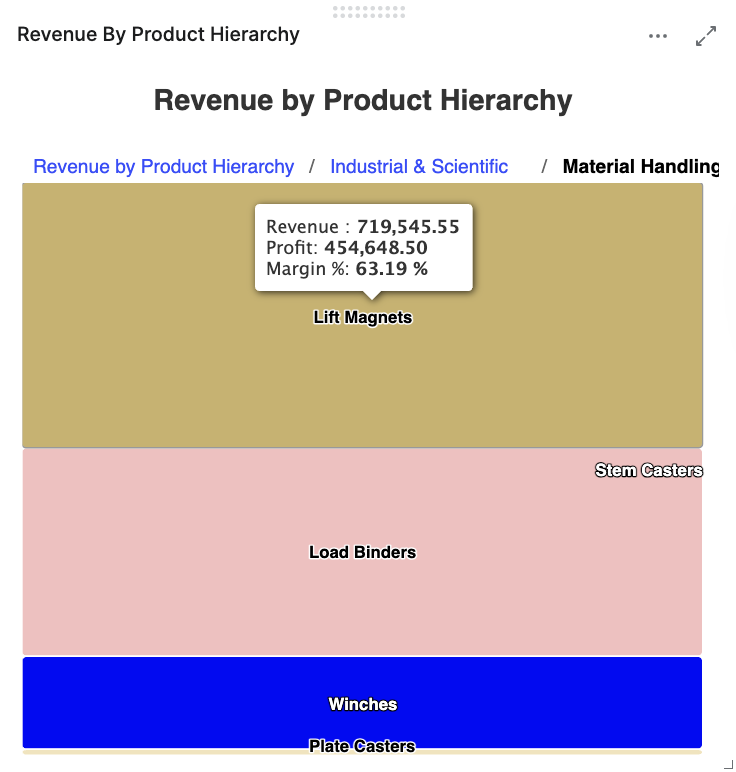 Revenue By Product Hierarchy
Revenue by Product Hierarchy
Revenue by Product Hierarchy / Industrial & Scientific / Material Handling
Revenue : 719,545.55
Profit: 454,648.50
Margin %: 63.19 %
Lift Magnets
Stem Casters
Load Binders
Winches
Plate Casters